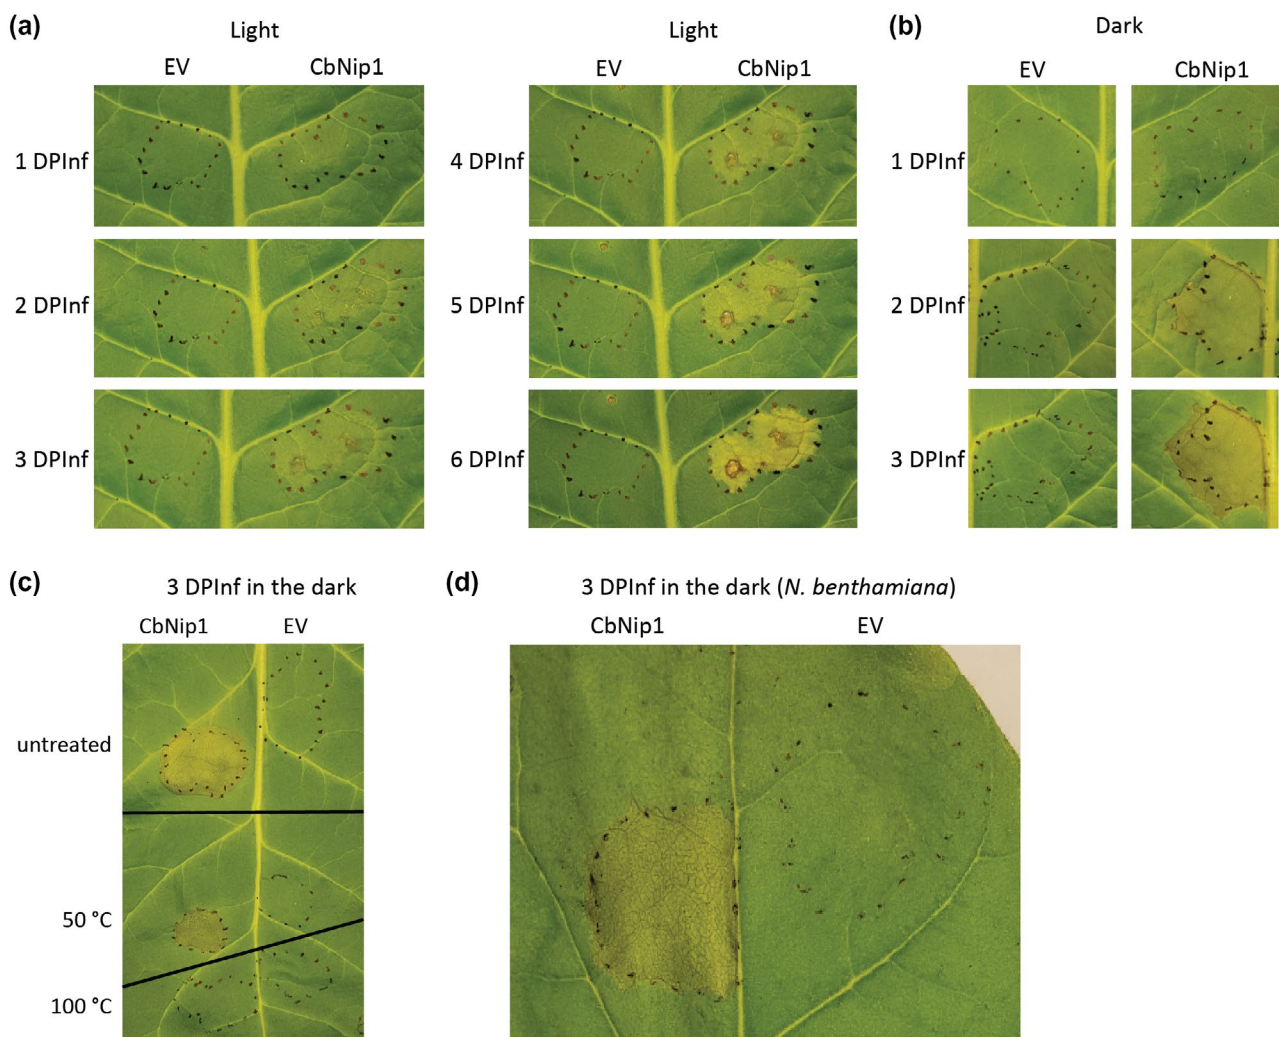 (a) Light Light (b) Dark
EV CbNip1 EV CbNip1 EV CbNip1
1 DPInf 4 DPInf 1 DPInf
2 DPInf 5 DPInf 2 DPInf
3 DPInf 6 DPInf 3 DPInf
(c) 3 DPInf in the dark (d) 3 DPInf in the dark (N. benthamiana)
CbNip1 EV CbNip1 EV
untreated
50 °C
100 °C